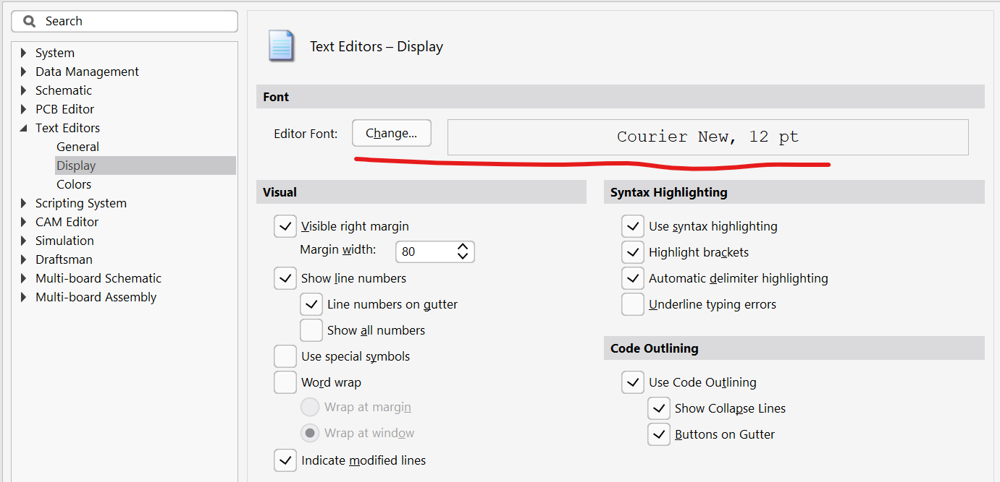 Search
System
Data Management
Schematic
PCB Editor
Text Editors
General
Display
Colors
Scripting System
CAM Editor
Simulation
Draftsman
Multi-board Schematic
Multi-board Assembly
Text Editors – Display
Font
Editor Font: Change... Courier New, 12 pt
Visual
Visible right margin
Margin width: 80
Show line numbers
Line numbers on gutter
Show all numbers
Use special symbols
Word wrap
Wrap at margin
Wrap at window
Indicate modified lines
Syntax Highlighting
Use syntax highlighting
Highlight brackets
Automatic delimiter highlighting
Underline typing errors
Code Outlining
Use Code Outlining
Show Collapse Lines
Buttons on Gutter